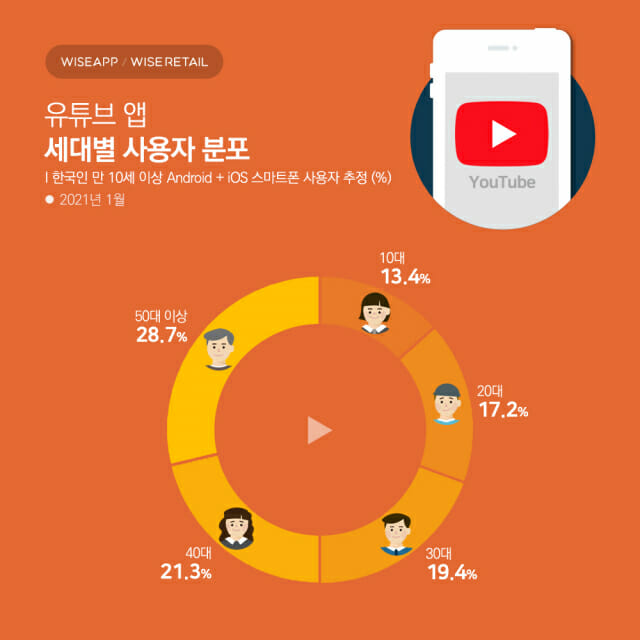 WISEAPP / WISERETAIL
유튜브 앱
세대별 사용자 분포
l 한국인 만 10세 이상 Android + iOS 스마트폰 사용자 추정 (%)
● 2021년 1월
YouTube
10대
13.4%
20대
17.2%
30대
19.4%
40대
21.3%
50대 이상
28.7%